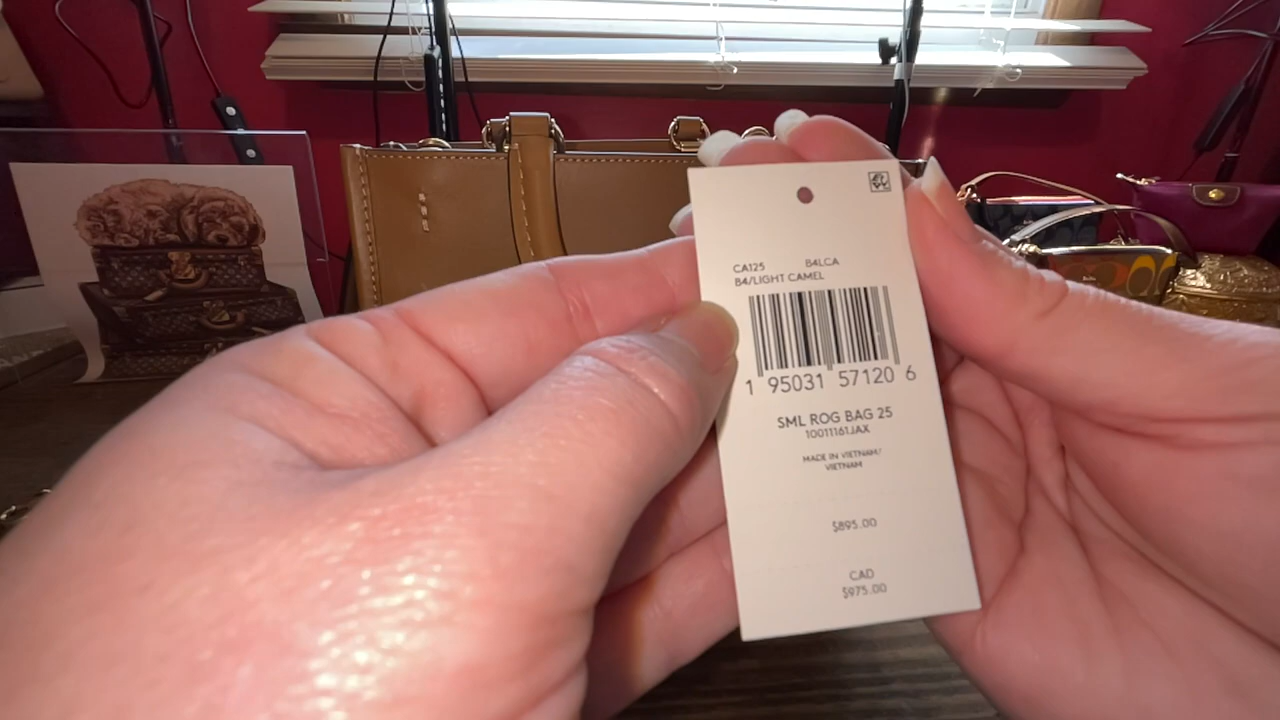 CA125 B4LCA
B4/LIGHT CAMEL
1 95031 57120 6
SML ROG BAG 25
10011161JAX
MADE IN VIETNAM/
VIETNAM
$895.00
CAD
$975.00